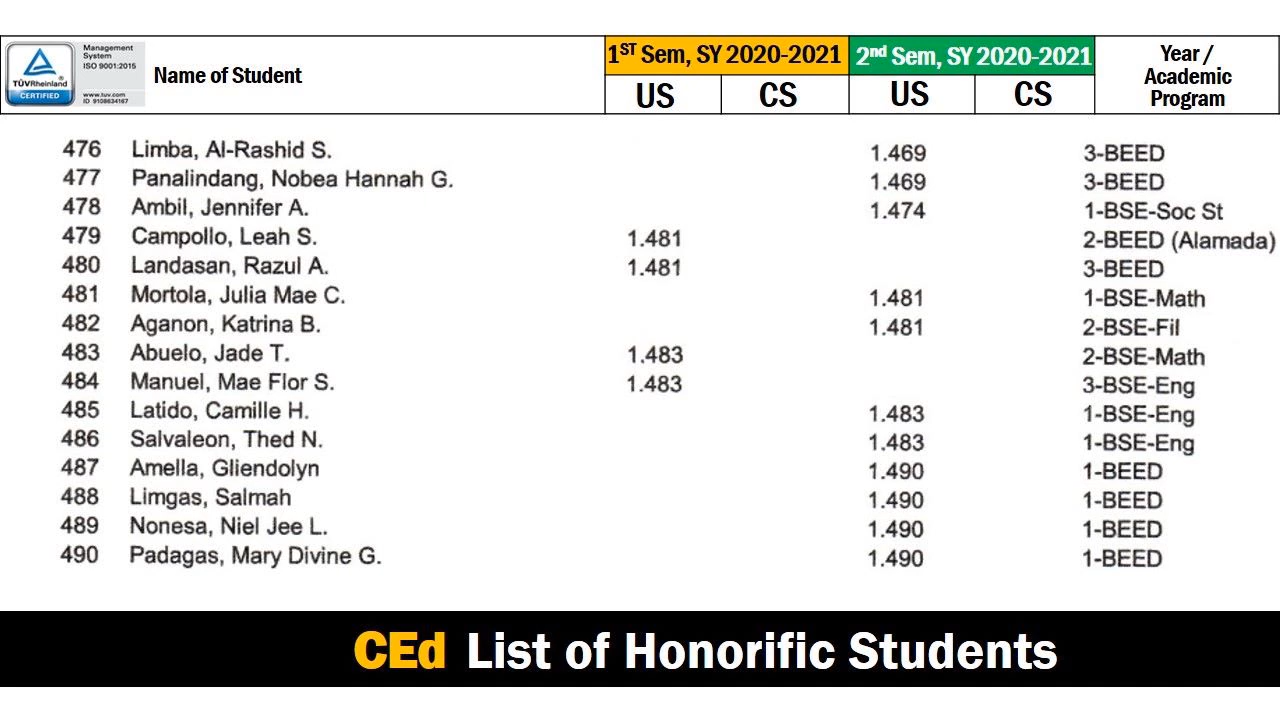 Management
System
ISO 9001:2015
TÜVRheinland®
CERTIFIED
www.tuv.com
ID 9108634167
Name of Student
1ST Sem, SY 2020-2021
2nd Sem, SY 2020-2021
Year /
Academic
Program
US CS US CS
476 Limba, Al-Rashid S. 1.469 3-BEED
477 Panalindang, Nobea Hannah G. 1.469 3-BEED
478 Ambil, Jennifer A. 1.474 1-BSE-Soc St
479 Campollo, Leah S. 1.481 2-BEED (Alamada)
480 Landasan, Razul A. 1.481 3-BEED
481 Mortola, Julia Mae C. 1.481 1-BSE-Math
482 Aganon, Katrina B. 1.481 2-BSE-Fil
483 Abuelo, Jade T. 1.483 2-BSE-Math
484 Manuel, Mae Flor S. 1.483 3-BSE-Eng
485 Latido, Camille H. 1.483 1-BSE-Eng
486 Salvaleon, Thed N. 1.483 1-BSE-Eng
487 Amella, Gliendolyn 1.490 1-BEED
488 Limgas, Salmah 1.490 1-BEED
489 Nonesa, Niel Jee L. 1.490 1-BEED
490 Padagas, Mary Divine G. 1.490 1-BEED
CEd List of Honorific Students